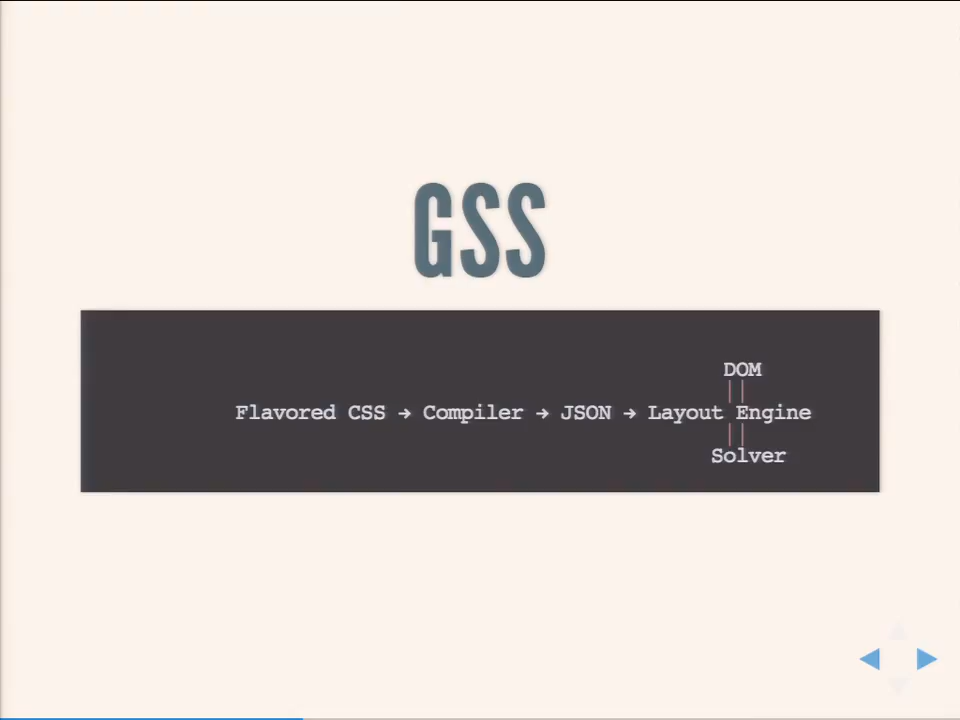 GSS
DOM
||
Flavored CSS → Compiler → JSON → Layout Engine
||
Solver